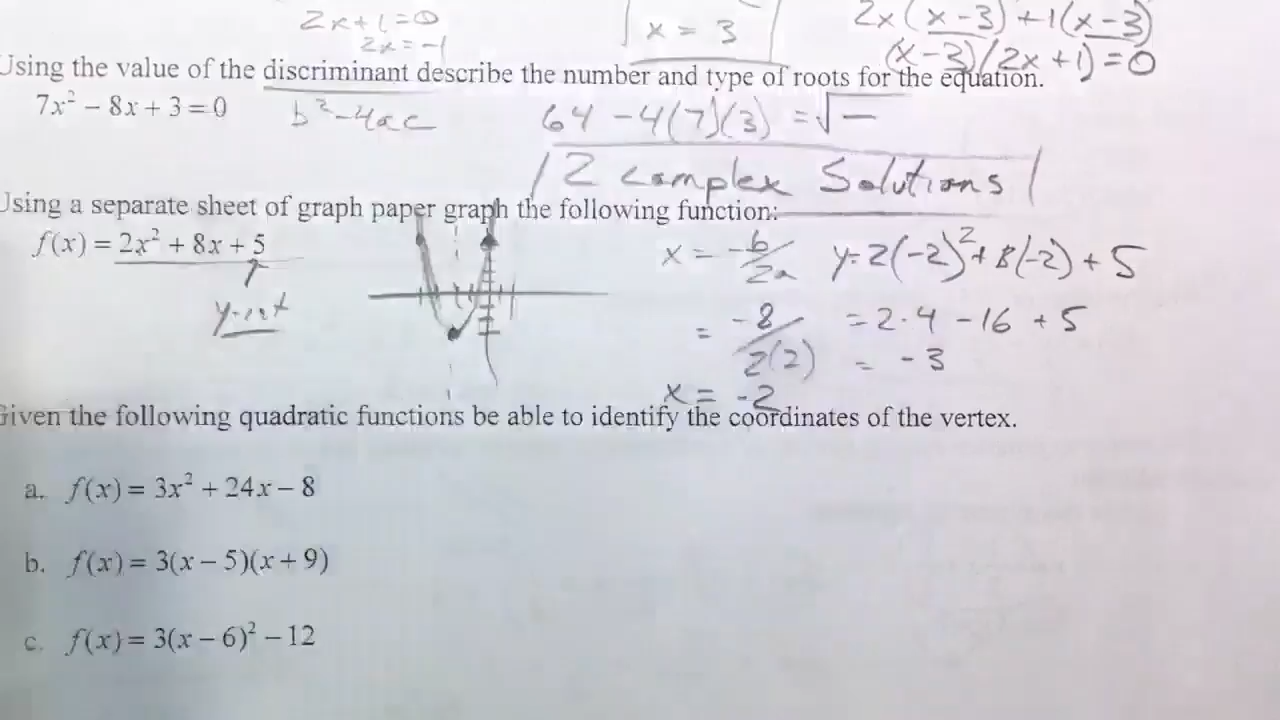 2x+1=0
2x=-1
x = 3
2x(x-3)+1(x-3)
(x-3)(2x+1)=0
Using the value of the discriminant describe the number and type of roots for the equation.
7x² − 8x + 3 = 0
b²-4ac
64 -4(7)(3) = √—
2 Complex Solutions
Using a separate sheet of graph paper graph the following function:
f(x) = 2x² + 8x + 5
y-int
x = -b/2a
y=2(-2)²+8(-2)+5
= -8/2(2)
=2·4 -16 +5
= -3
x = -2
Given the following quadratic functions be able to identify the coordinates of the vertex.
a. f(x) = 3x² + 24x − 8
b. f(x) = 3(x − 5)(x + 9)
c. f(x) = 3(x − 6)² − 12